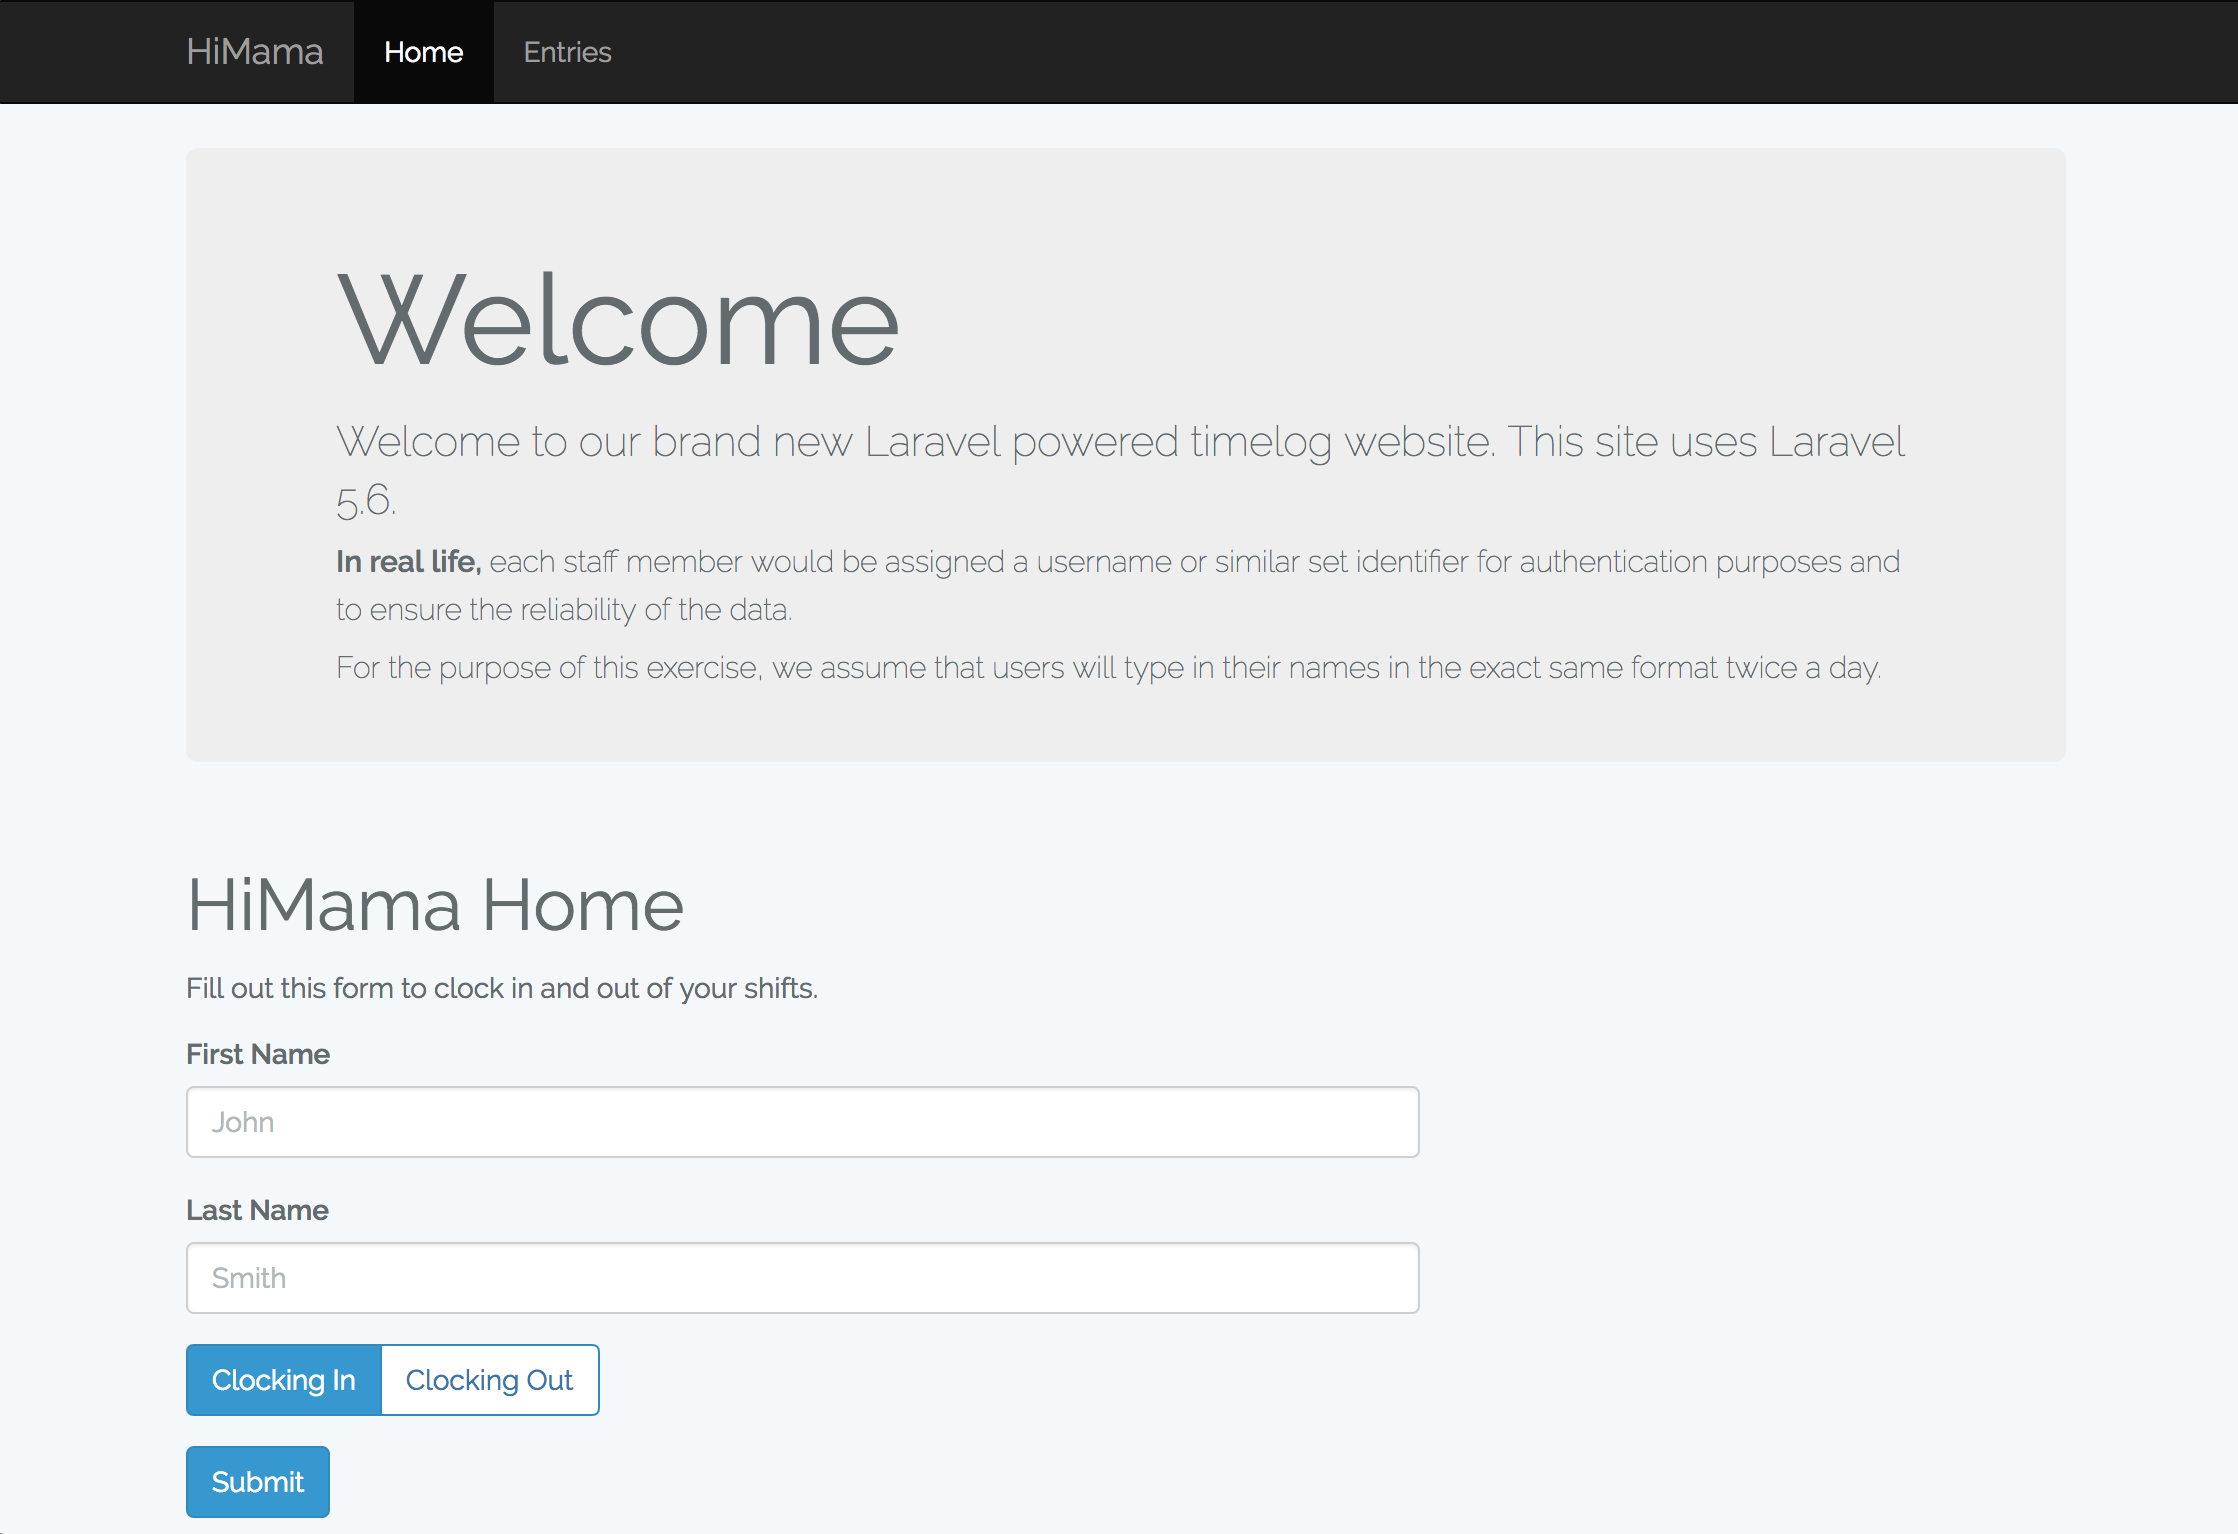 HiMama Home Entries
Welcome
Welcome to our brand new Laravel powered timelog website. This site uses Laravel
5.6.
In real life, each staff member would be assigned a username or similar set identifier for authentication purposes and
to ensure the reliability of the data.
For the purpose of this exercise, we assume that users will type in their names in the exact same format twice a day.
HiMama Home
Fill out this form to clock in and out of your shifts.
First Name
John
Last Name
Smith
Clocking In Clocking Out
Submit